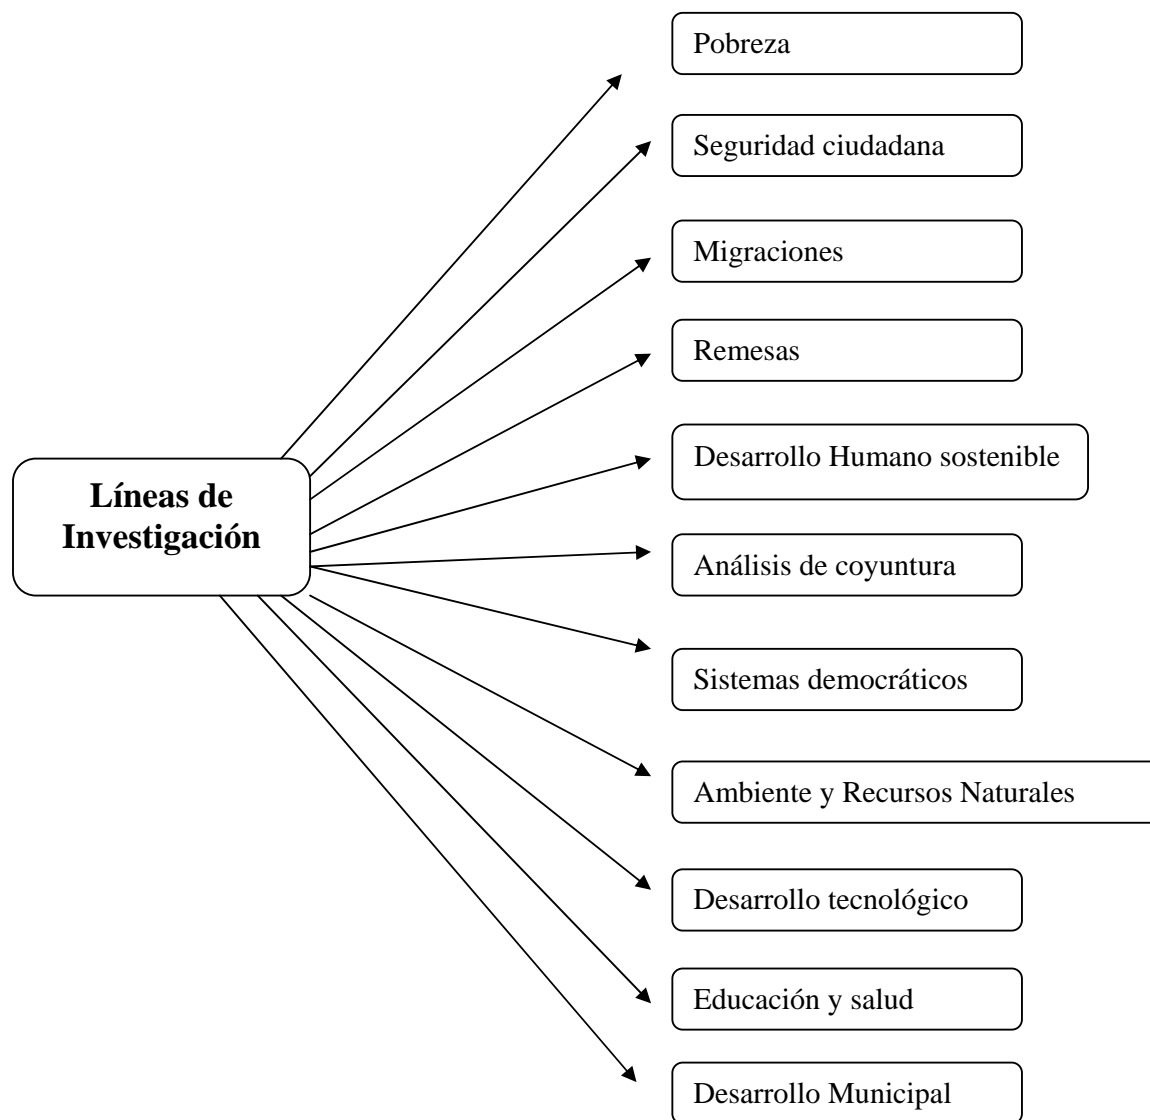 Pobreza
Seguridad ciudadana
Migraciones
Remesas
Desarrollo Humano sostenible
Líneas de
Investigación
Análisis de coyuntura
Sistemas democráticos
Ambiente y Recursos Naturales
Desarrollo tecnológico
Educación y salud
Desarrollo Municipal